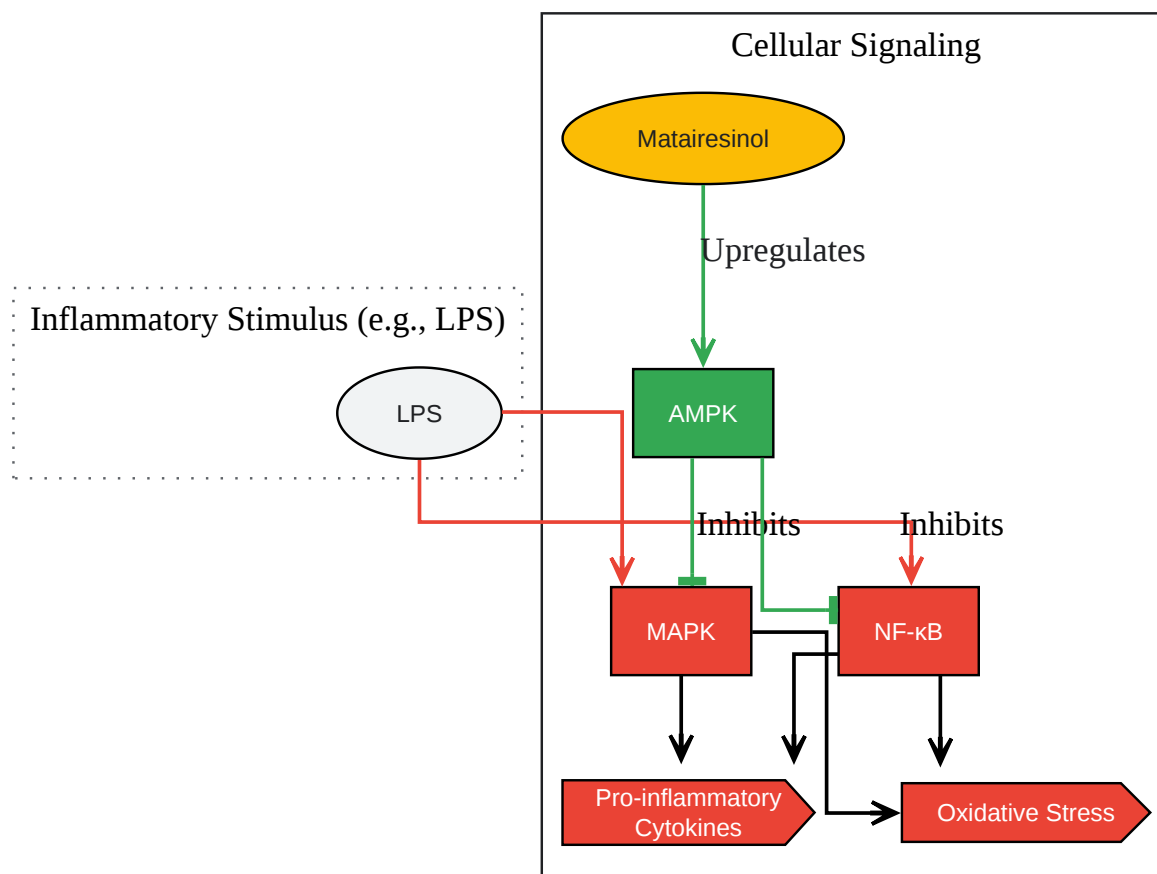 Cellular Signaling
Matairesinol
Upregulates
Inflammatory Stimulus (e.g., LPS)
LPS
AMPK
Inhibits
Inhibits
MAPK
NF-κB
Pro-inflammatory
Cytokines
Oxidative Stress